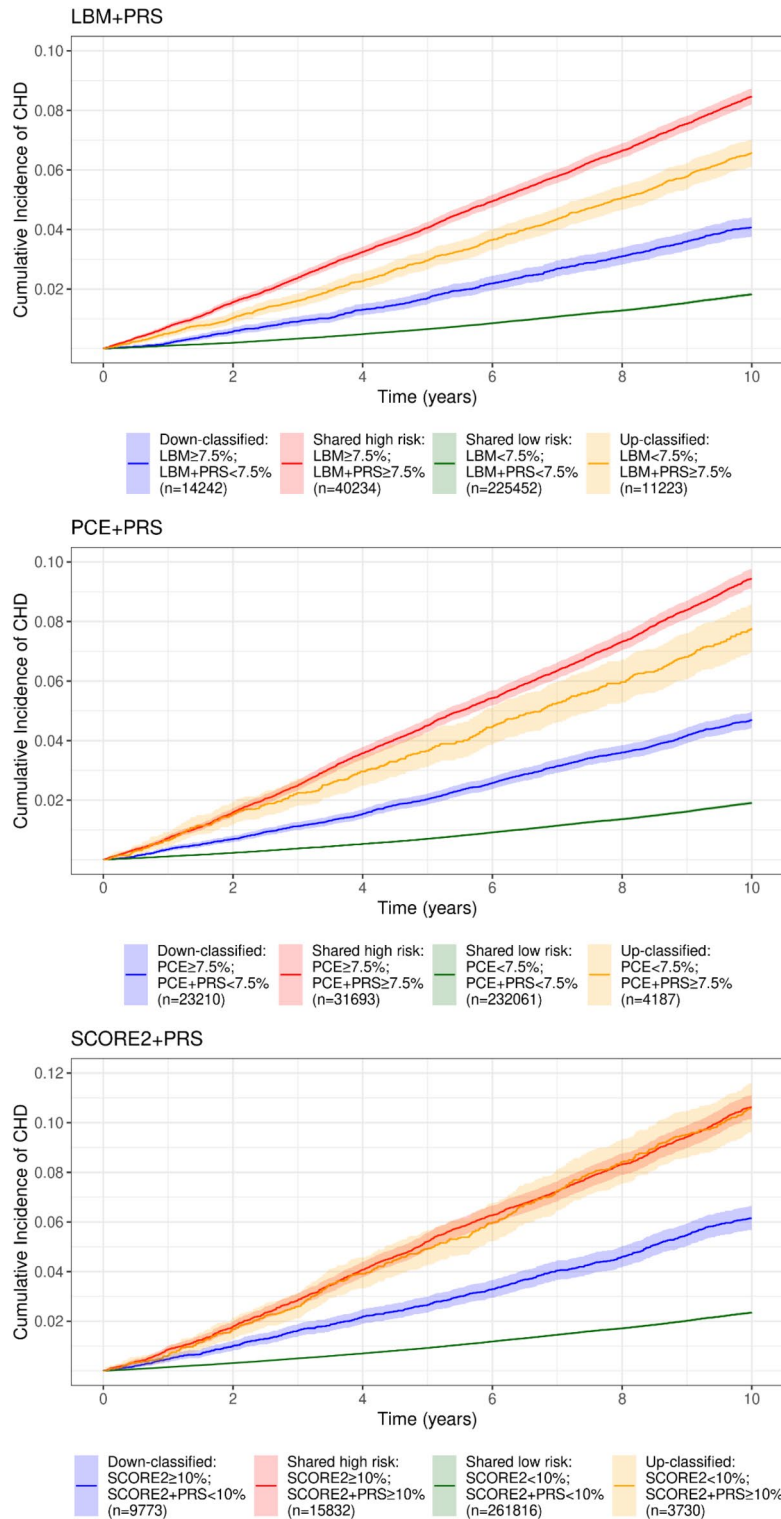 LBM+PRS
0.10
0.08
0.06
0.04
0.02
Cumulative Incidence of CHD
0 2 4 6 8 10
Time (years)
Down-classified: Shared high risk: Shared low risk: Up-classified:
LBM≥7.5%; LBM≥7.5%; LBM<7.5%; LBM<7.5%;
LBM+PRS<7.5% LBM+PRS≥7.5% LBM+PRS<7.5% LBM+PRS≥7.5%
(n=14242) (n=40234) (n=225452) (n=11223)
PCE+PRS
0.10
0.08
0.06
0.04
0.02
Cumulative Incidence of CHD
0 2 4 6 8 10
Time (years)
Down-classified: Shared high risk: Shared low risk: Up-classified:
PCE≥7.5%; PCE≥7.5%; PCE<7.5%; PCE<7.5%;
PCE+PRS<7.5% PCE+PRS≥7.5% PCE+PRS<7.5% PCE+PRS≥7.5%
(n=23210) (n=31693) (n=232061) (n=4187)
SCORE2+PRS
0.12
0.10
0.08
0.06
0.04
0.02
Cumulative Incidence of CHD
0 2 4 6 8 10
Time (years)
Down-classified: Shared high risk: Shared low risk: Up-classified:
SCORE2≥10%; SCORE2≥10%; SCORE2<10%; SCORE2<10%;
SCORE2+PRS<10% SCORE2+PRS≥10% SCORE2+PRS<10% SCORE2+PRS≥10%
(n=9773) (n=15832) (n=261816) (n=3730)